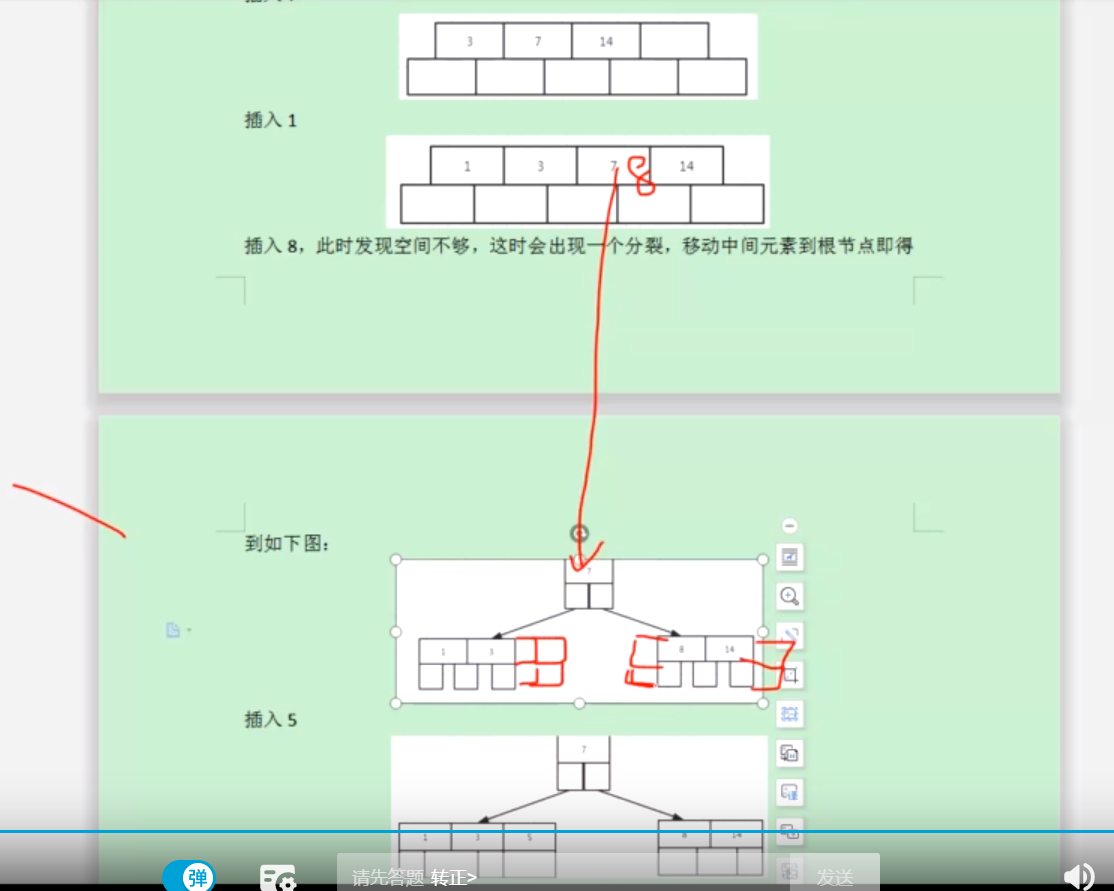 3 7 14
插入 1
1 3 7 8 14
插入 8，此时发现空间不够，这时会出现一个分裂，移动中间元素到根节点即得
到如下图：
7
1 3 8 14
插入 5
7
1 3 5 8 14
弹 请先答题 转正> 发送